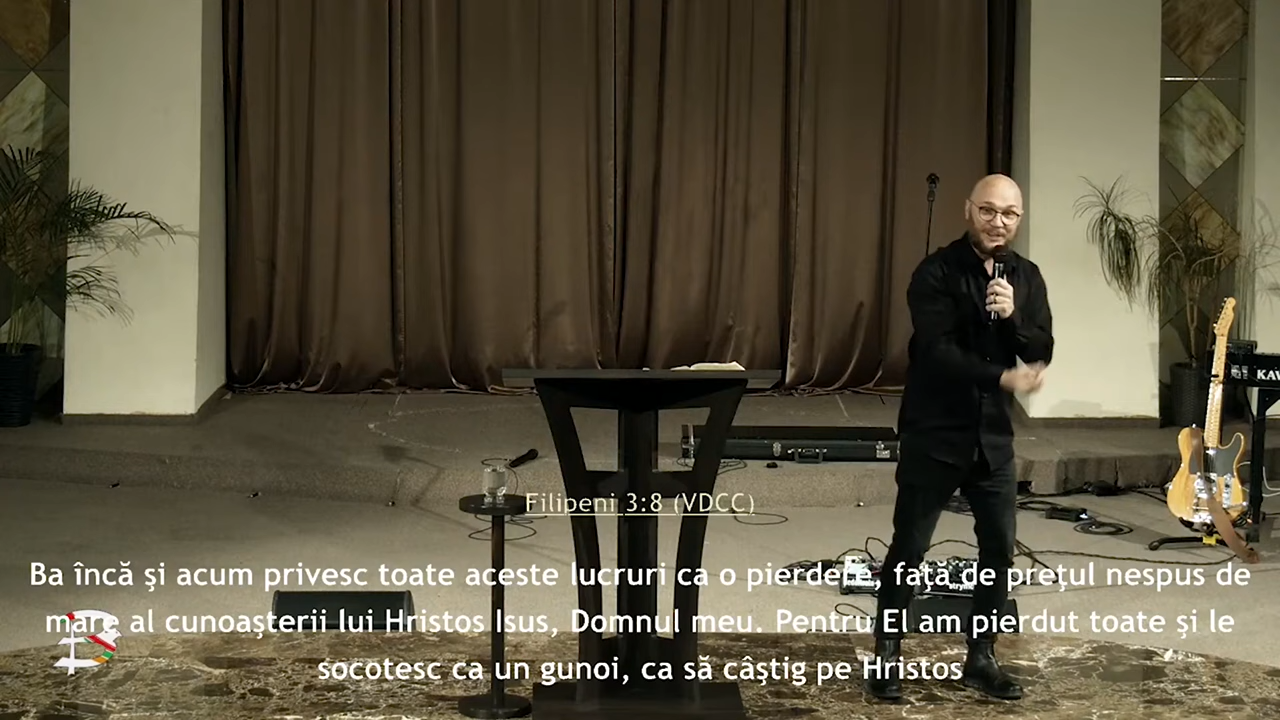 KAW
Filipeni 3:8 (VDCC)
Ba încă şi acum privesc toate aceste lucruri ca o pierdere, faţă de preţul nespus de
mare al cunoaşterii lui Hristos Isus, Domnul meu. Pentru El am pierdut toate şi le
socotesc ca un gunoi, ca să câştig pe Hristos